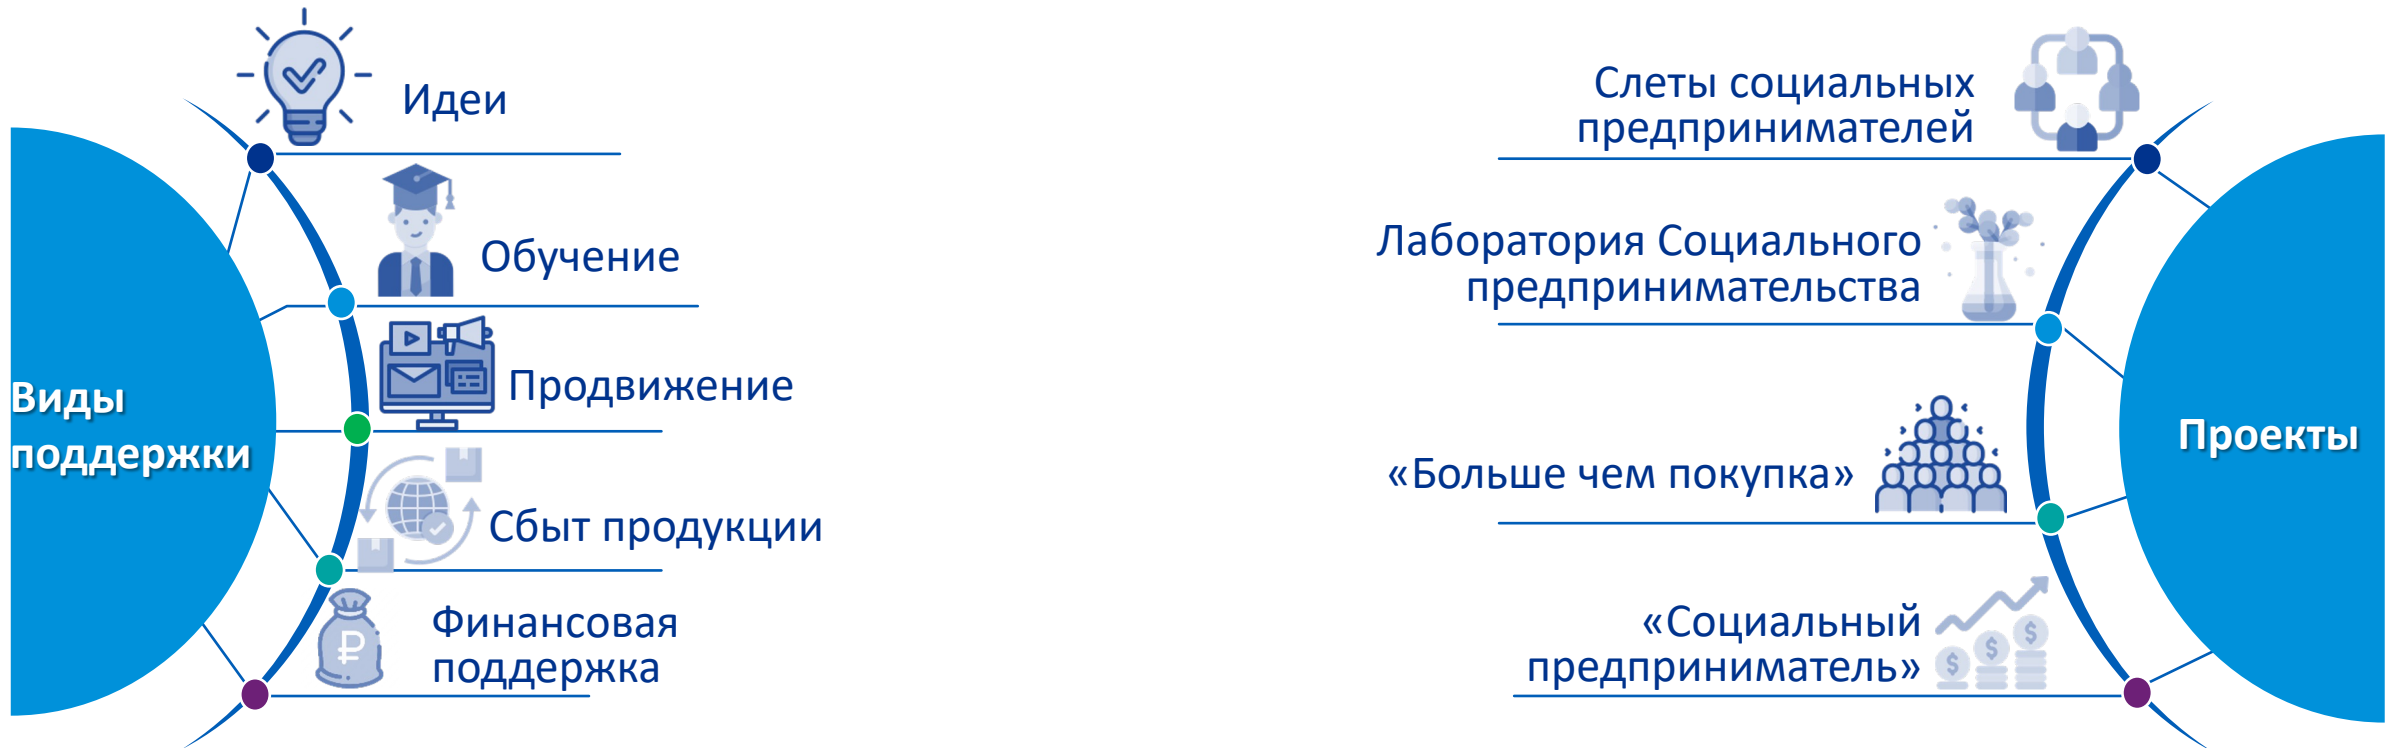 Виды
поддержки
Идеи
Обучение
Продвижение
Сбыт продукции
Финансовая
поддержка
Слеты социальных
предпринимателей
Лаборатория Социального
предпринимательства
«Больше чем покупка»
«Социальный
предприниматель»
Проекты